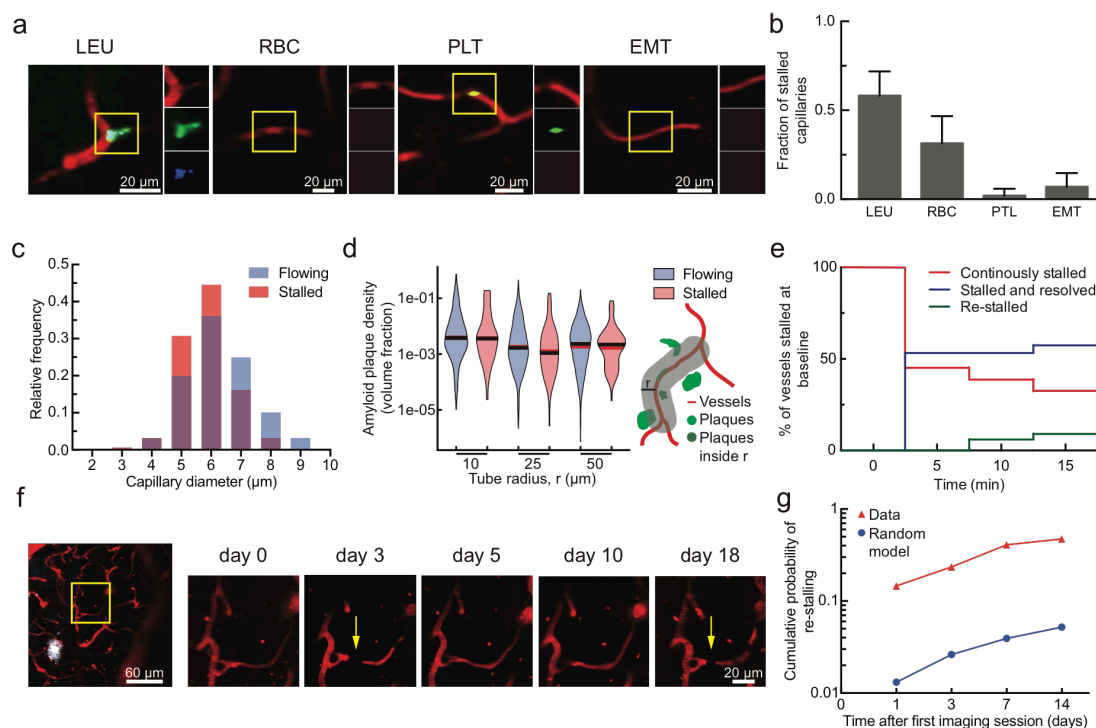 a
LEU RBC PLT EMT
20 µm 20 µm 20 µm 20 µm
b
Fraction of stalled
capillaries
1.0
0.5
0.0
LEU RBC PTL EMT
c
Relative frequency
0.5
0.4
0.3
0.2
0.1
0.0
Flowing
Stalled
2 3 4 5 6 7 8 9 10
Capillary diameter (µm)
d
Amyloid plaque density
(volume fraction)
1e-01
1e-03
1e-05
10 25 50
Tube radius, r (µm)
Flowing
Stalled
r
Vessels
Plaques
Plaques
inside r
e
% of vessels stalled at
baseline
100
50
0
Continously stalled
Stalled and resolved
Re-stalled
0 5 10 15
Time (min)
f
60 µm
day 0 day 3 day 5 day 10 day 18
20 µm
g
Cumulative probability of
re-stalling
1
0.1
0.01
Data
Random
model
0 1 3 7 14
Time after first imaging session (days)